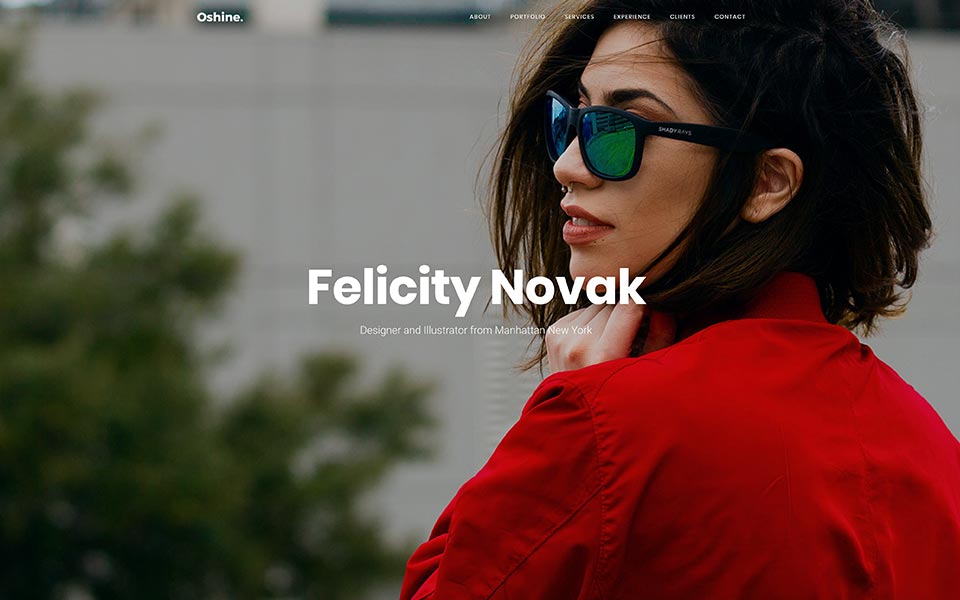 Oshine.
ABOUT PORTFOLIO SERVICES EXPERIENCE CLIENTS CONTACT
SHADY RAYS
Felicity Novak
Designer and Illustrator from Manhattan New York